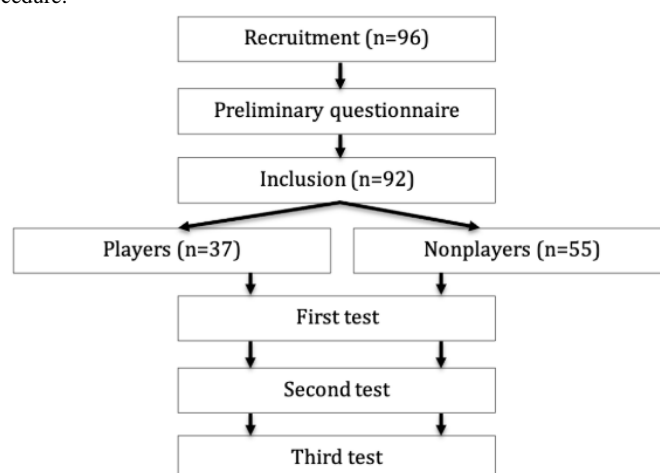 Recruitment (n=96)
Preliminary questionnaire
Inclusion (n=92)
Players (n=37)
Nonplayers (n=55)
First test
Second test
Third test